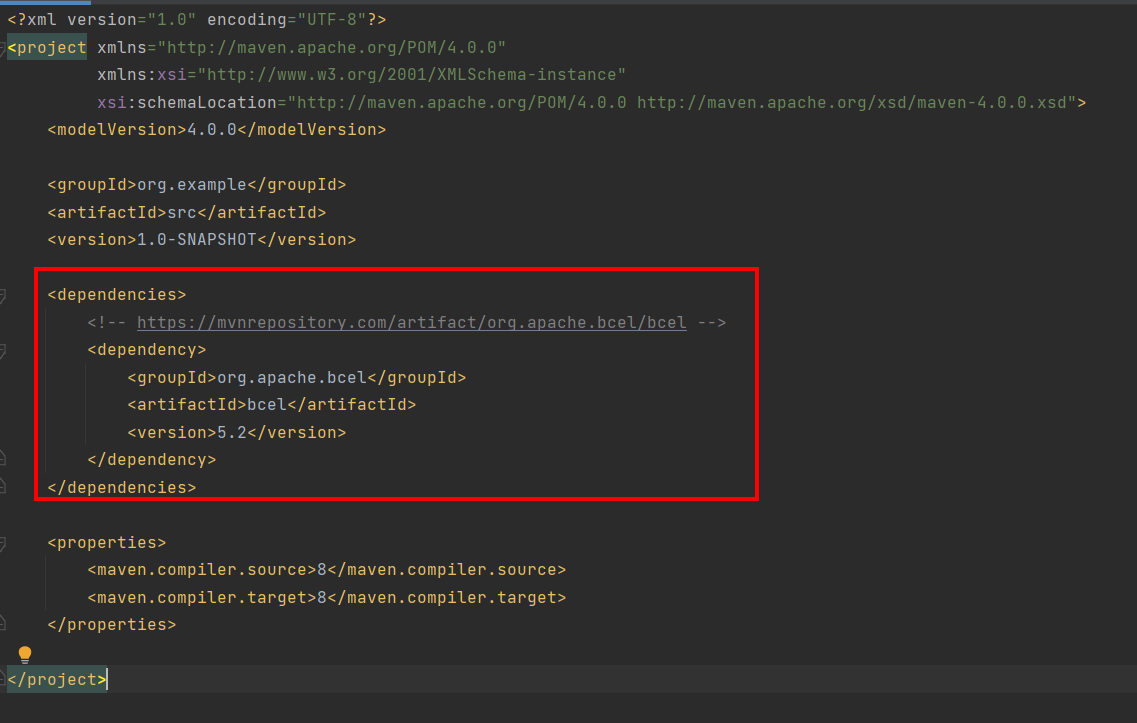 <?xml version="1.0" encoding="UTF-8"?>
<project xmlns="http://maven.apache.org/POM/4.0.0"
         xmlns:xsi="http://www.w3.org/2001/XMLSchema-instance"
         xsi:schemaLocation="http://maven.apache.org/POM/4.0.0 http://maven.apache.org/xsd/maven-4.0.0.xsd">
    <modelVersion>4.0.0</modelVersion>

    <groupId>org.example</groupId>
    <artifactId>src</artifactId>
    <version>1.0-SNAPSHOT</version>

    <dependencies>
        <!-- https://mvnrepository.com/artifact/org.apache.bcel/bcel -->
        <dependency>
            <groupId>org.apache.bcel</groupId>
            <artifactId>bcel</artifactId>
            <version>5.2</version>
        </dependency>
    </dependencies>

    <properties>
        <maven.compiler.source>8</maven.compiler.source>
        <maven.compiler.target>8</maven.compiler.target>
    </properties>

</project>